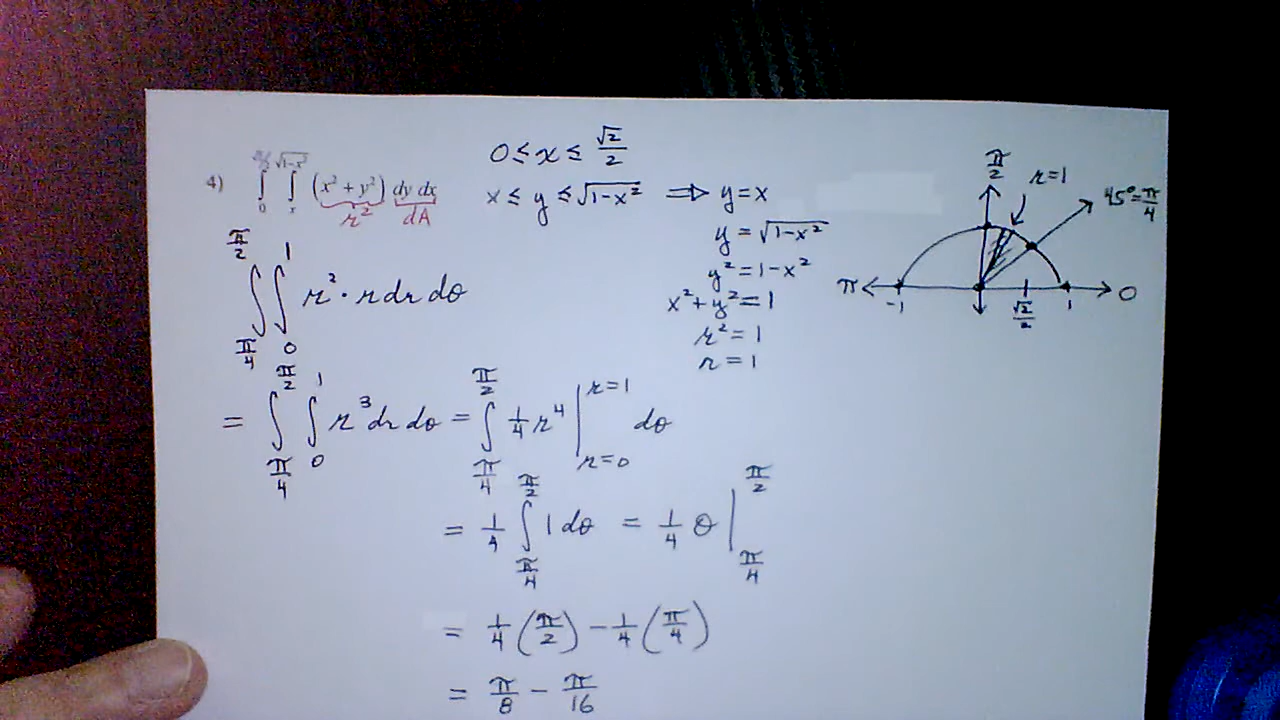 4) ∫₀^{√2/2} ∫ₓ^{√1-x²} (x² + y²) dy dx
r² dA
0 ≤ x ≤ √2/2
x ≤ y ≤ √1-x² ⇒ y = x
y = √1-x²
y² = 1-x²
x² + y² = 1
r² = 1
r = 1
π/2
r = 1
45° = π/4
π
0
-1
√2/2
1
∫_{π/4}^{π/2} ∫₀¹ r² · r dr dθ
= ∫_{π/4}^{π/2} ∫₀¹ r³ dr dθ = ∫_{π/4}^{π/2} 1/4 r⁴ |_{r=0}^{r=1} dθ
= 1/4 ∫_{π/4}^{π/2} 1 dθ = 1/4 θ |_{π/4}^{π/2}
= 1/4 (π/2) - 1/4 (π/4)
= π/8 - π/16